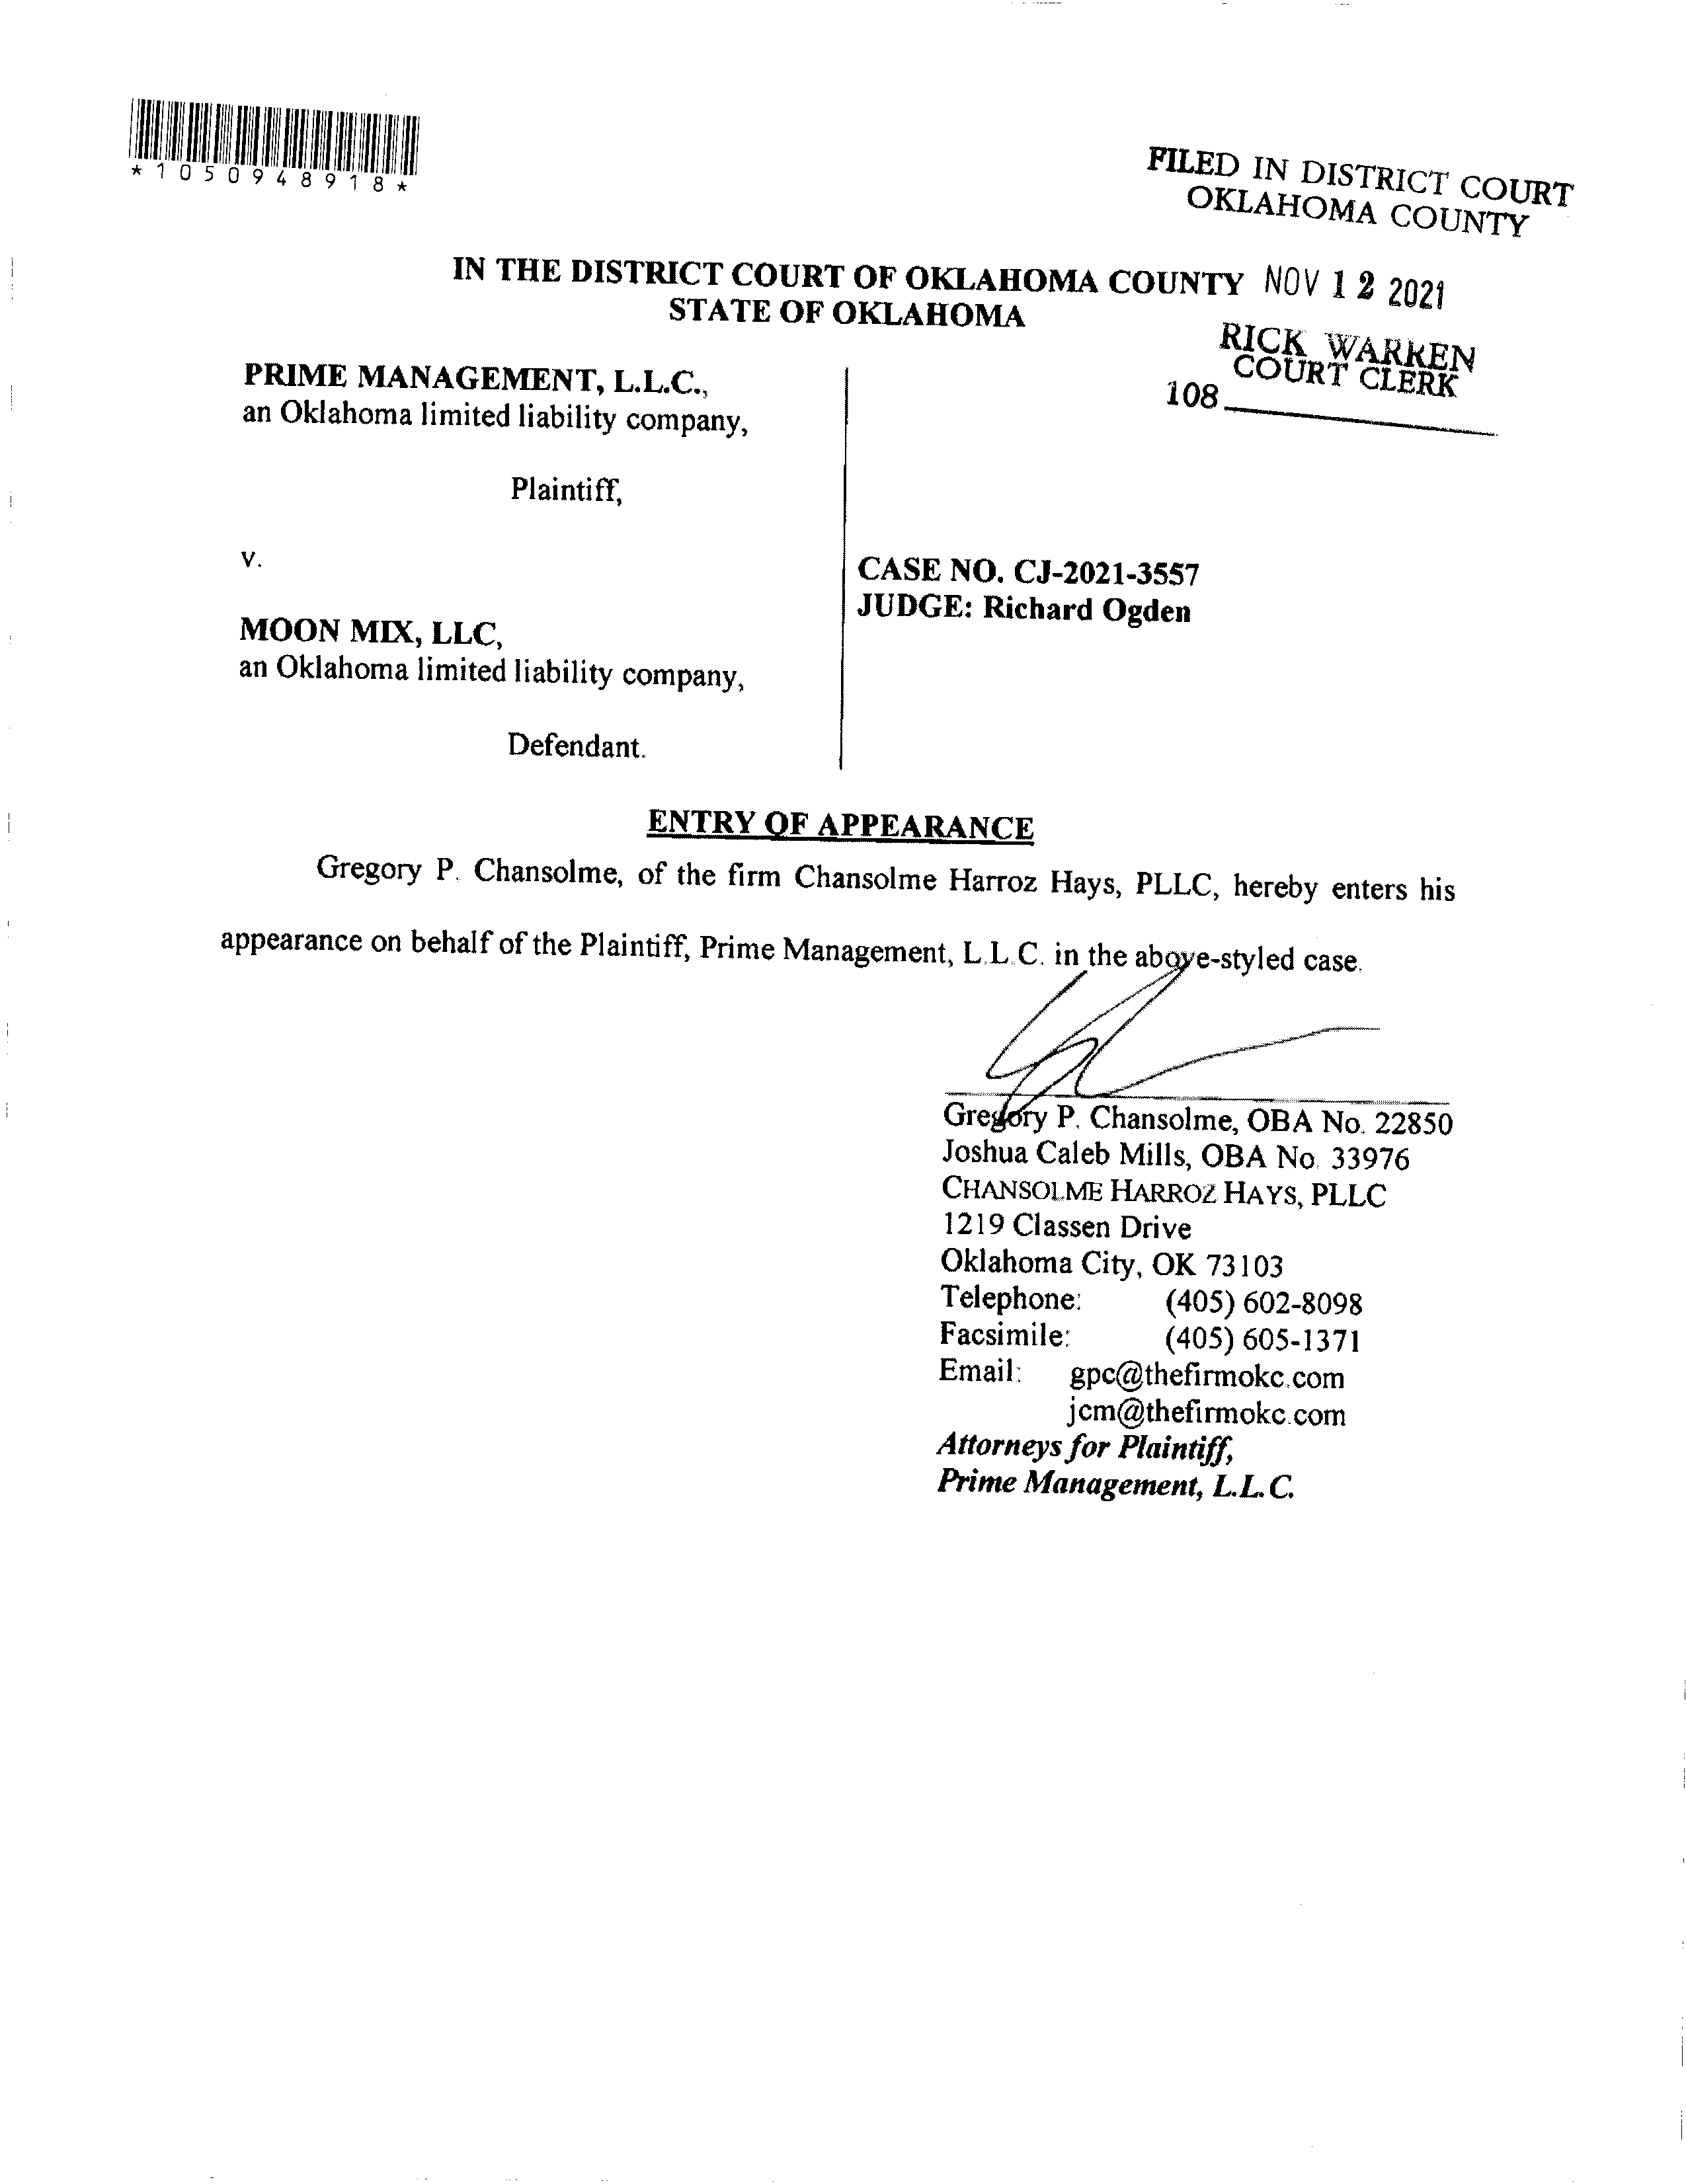 *1050948918*
FILED IN DISTRICT COURT
OKLAHOMA COUNTY
IN THE DISTRICT COURT OF OKLAHOMA COUNTY NOV 12 2021
STATE OF OKLAHOMA
RICK WARREN
COURT CLERK
108
PRIME MANAGEMENT, L.L.C.,
an Oklahoma limited liability company,
Plaintiff,
v.
CASE NO. CJ-2021-3557
JUDGE: Richard Ogden
MOON MIX, LLC,
an Oklahoma limited liability company,
Defendant.
ENTRY OF APPEARANCE
Gregory P. Chansolme, of the firm Chansolme Harroz Hays, PLLC, hereby enters his
appearance on behalf of the Plaintiff, Prime Management, L.L.C. in the above-styled case.
Gregory P. Chansolme, OBA No. 22850
Joshua Caleb Mills, OBA No. 33976
CHANSOLME HARROZ HAYS, PLLC
1219 Classen Drive
Oklahoma City, OK 73103
Telephone: (405) 602-8098
Facsimile: (405) 605-1371
Email: gpc@thefirmokc.com
jcm@thefirmokc.com
Attorneys for Plaintiff,
Prime Management, L.L.C.